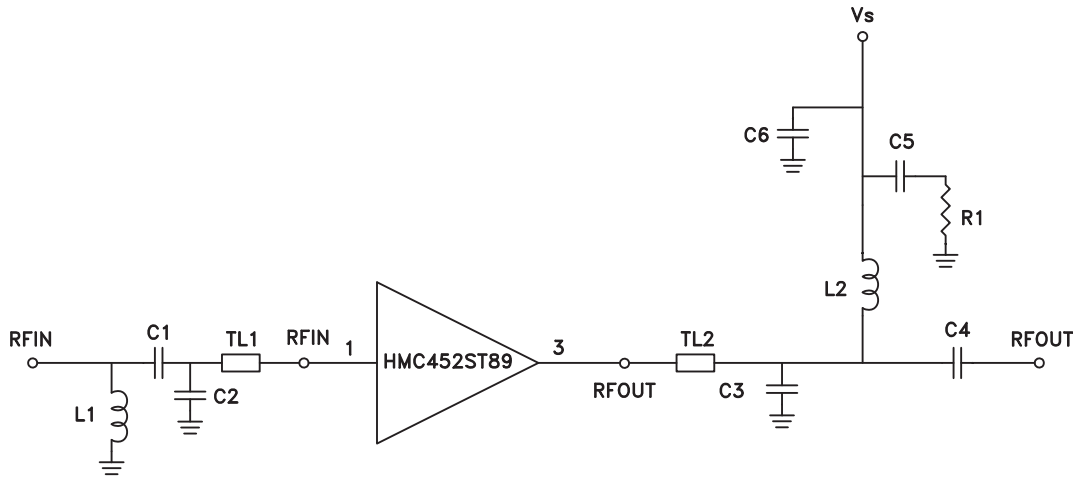 Vs
C6
C5
R1
L2
RFIN
C1
TL1
RFIN
1
HMC452ST89
3
TL2
C4
RFOUT
RFOUT
C3
C2
L1